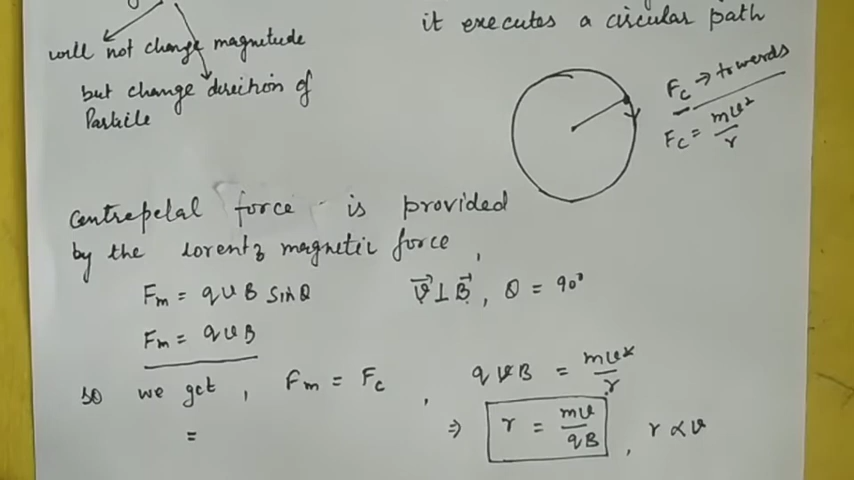 it executes a circular path
will not change magnitude
but change direction of
Particle
Fc → towards
Fc = mv²/r
Centrepetal force is provided
by the lorentz magnetic force,
Fm = qvB sinθ
v⃗ ⊥ B⃗, θ = 90°
Fm = qvB
so we get, Fm = Fc, qvB = mv²/r
=
⇒ r = mv/qB, r ∝ v